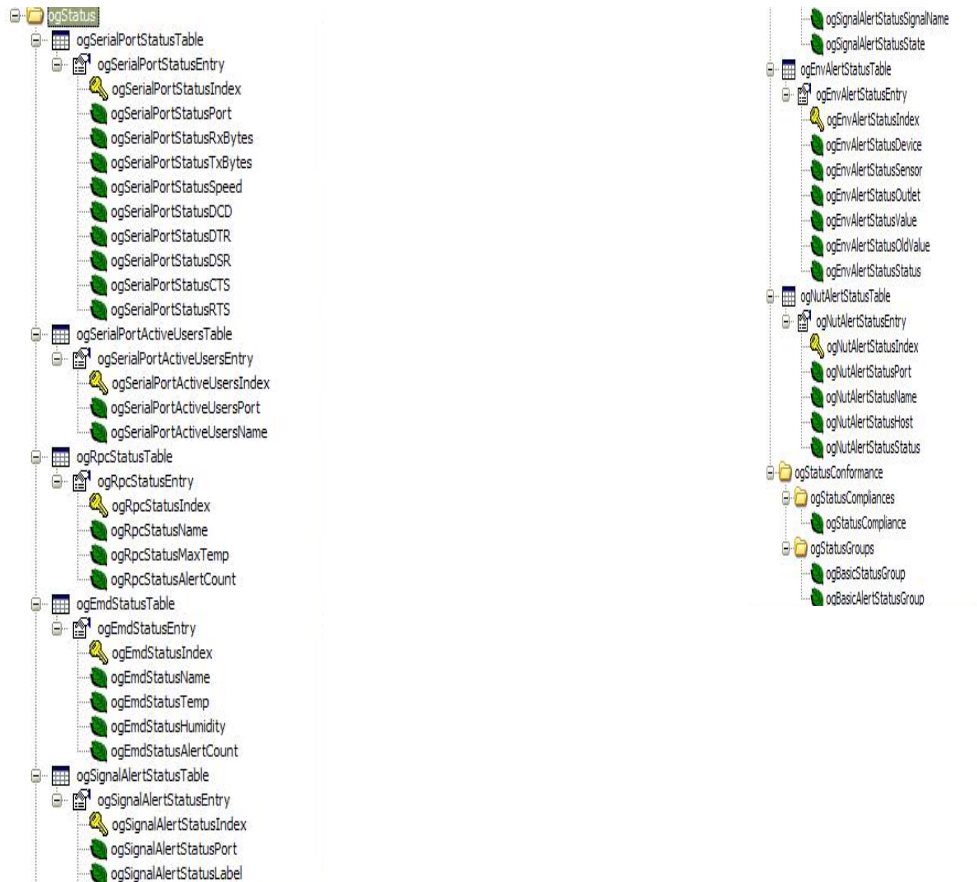 ogStatus
ogSerialPortStatusTable
ogSerialPortStatusEntry
ogSerialPortStatusIndex
ogSerialPortStatusPort
ogSerialPortStatusRxBytes
ogSerialPortStatusTxBytes
ogSerialPortStatusSpeed
ogSerialPortStatusDCD
ogSerialPortStatusDTR
ogSerialPortStatusDSR
ogSerialPortStatusCTS
ogSerialPortStatusRTS
ogSerialPortActiveUsersTable
ogSerialPortActiveUsersEntry
ogSerialPortActiveUsersIndex
ogSerialPortActiveUsersPort
ogSerialPortActiveUsersName
ogRpcStatusTable
ogRpcStatusEntry
ogRpcStatusIndex
ogRpcStatusName
ogRpcStatusMaxTemp
ogRpcStatusAlertCount
ogEmdStatusTable
ogEmdStatusEntry
ogEmdStatusIndex
ogEmdStatusName
ogEmdStatusTemp
ogEmdStatusHumidity
ogEmdStatusAlertCount
ogSignalAlertStatusTable
ogSignalAlertStatusEntry
ogSignalAlertStatusIndex
ogSignalAlertStatusPort
ogSignalAlertStatusLabel
ogSignalAlertStatusSignalName
ogSignalAlertStatusState
ogEnvAlertStatusTable
ogEnvAlertStatusEntry
ogEnvAlertStatusIndex
ogEnvAlertStatusDevice
ogEnvAlertStatusSensor
ogEnvAlertStatusOutlet
ogEnvAlertStatusValue
ogEnvAlertStatusOldValue
ogEnvAlertStatusStatus
ogNutAlertStatusTable
ogNutAlertStatusEntry
ogNutAlertStatusIndex
ogNutAlertStatusPort
ogNutAlertStatusName
ogNutAlertStatusHost
ogNutAlertStatusStatus
ogStatusConformance
ogStatusCompliances
ogStatusCompliance
ogStatusGroups
ogBasicStatusGroup
ogBasicAlertStatusGroup